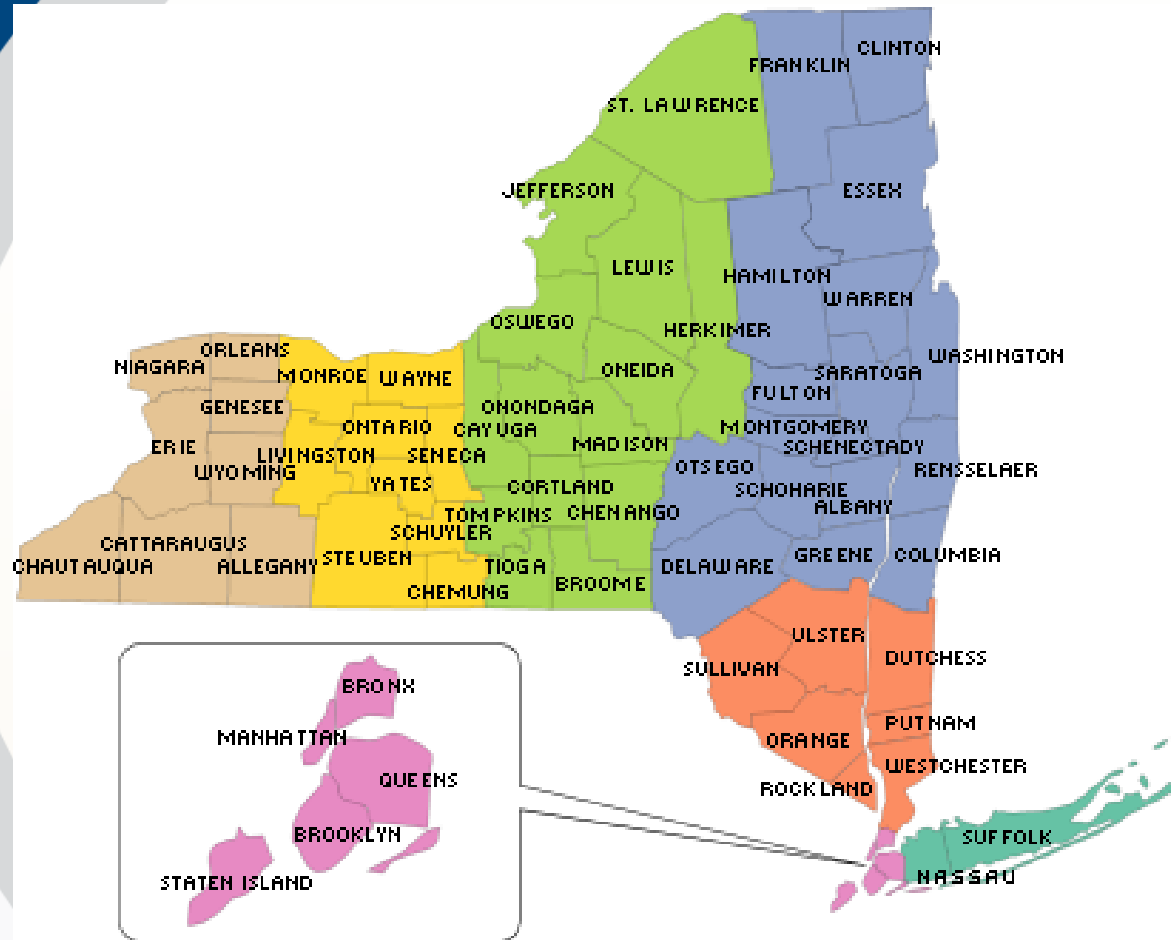 CLINTON
FRANKLIN
ST. LAWRENCE
JEFFERSON
ESSEX
LEWIS
HAMILTON
WARREN
OSWEGO
HERKIMER
ORLEANS
WASHINGTON
NIAGARA
MONROE
WAYNE
ONEIDA
SARATOGA
FULTON
GENESEE
ONONDAGA
ONTARIO
CAYUGA
MONTGOMERY
ERIE
MADISON
SCHENECTADY
LIVINGSTON
SENECA
WYOMING
OTSEGO
RENSSELAER
YATES
CORTLAND
SCHOHARIE
TOMPKINS
CHENANGO
ALBANY
SCHUYLER
CATTARAUGUS
STEUBEN
GREENE
COLUMBIA
CHAUTAUQUA
ALLEGANY
TIOGA
DELAWARE
BROOME
CHEMUNG
ULSTER
DUTCHESS
SULLIVAN
BRONX
PUTNAM
MANHATTAN
ORANGE
WESTCHESTER
QUEENS
ROCKLAND
BROOKLYN
SUFFOLK
STATEN ISLAND
NASSAU